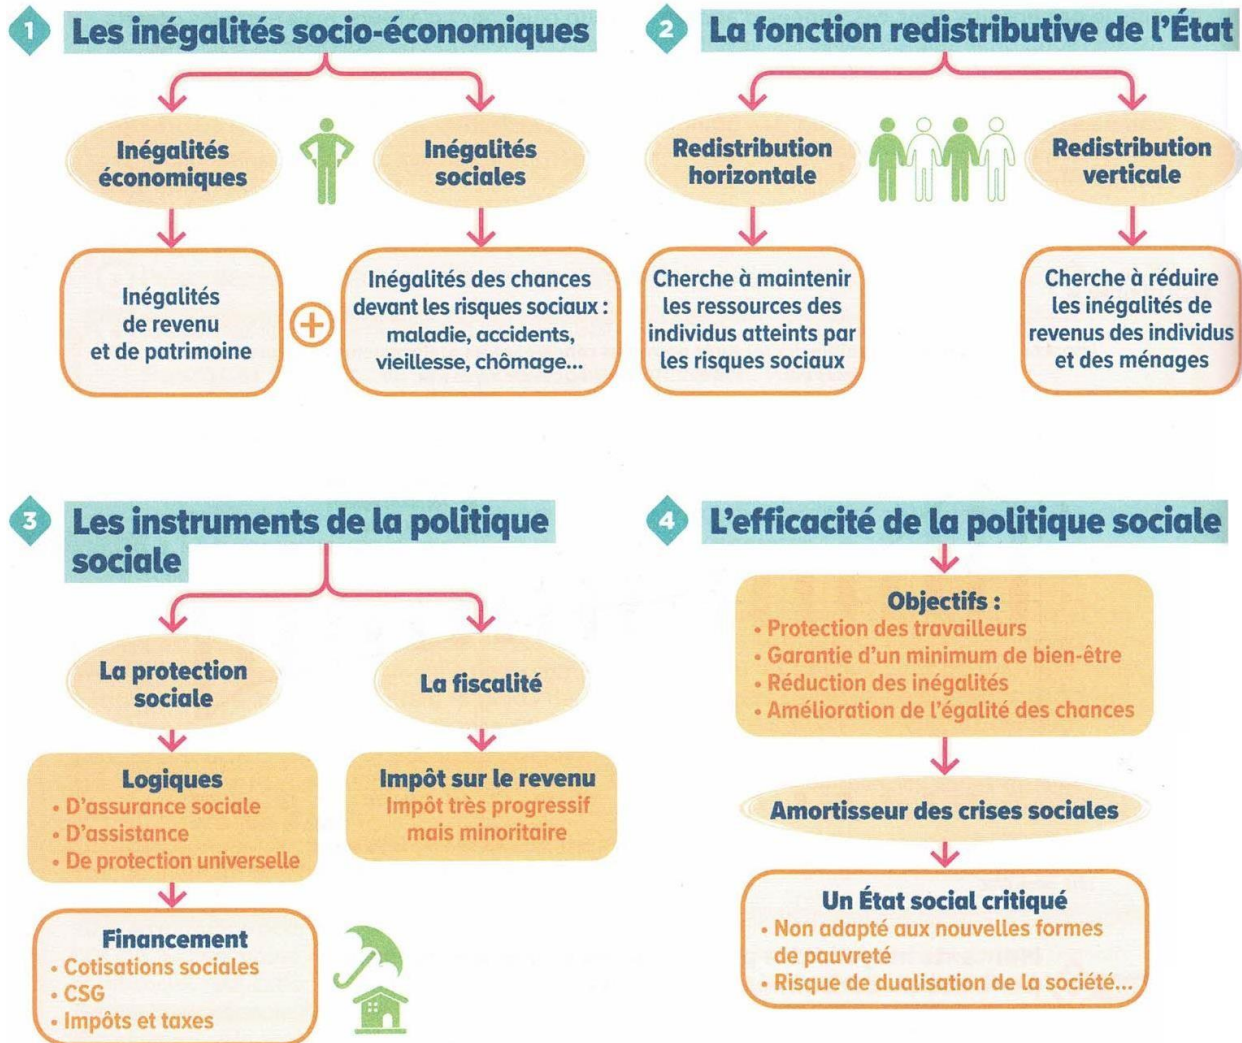 1
Les inégalités socio-économiques
Inégalités
économiques
Inégalités
sociales
Inégalités
de revenu
et de patrimoine
+
Inégalités des chances
devant les risques sociaux :
maladie, accidents,
vieillesse, chômage...
2
La fonction redistributive de l'État
Redistribution
horizontale
Redistribution
verticale
Cherche à maintenir
les ressources des
individus atteints par
les risques sociaux
Cherche à réduire
les inégalités de
revenus des individus
et des ménages
3
Les instruments de la politique
sociale
La protection
sociale
La fiscalité
Logiques
• D'assurance sociale
• D'assistance
• De protection universelle
Impôt sur le revenu
Impôt très progressif
mais minoritaire
Financement
• Cotisations sociales
• CSG
• Impôts et taxes
4
L'efficacité de la politique sociale
Objectifs :
• Protection des travailleurs
• Garantie d'un minimum de bien-être
• Réduction des inégalités
• Amélioration de l'égalité des chances
Amortisseur des crises sociales
Un État social critiqué
• Non adapté aux nouvelles formes
de pauvreté
• Risque de dualisation de la société...